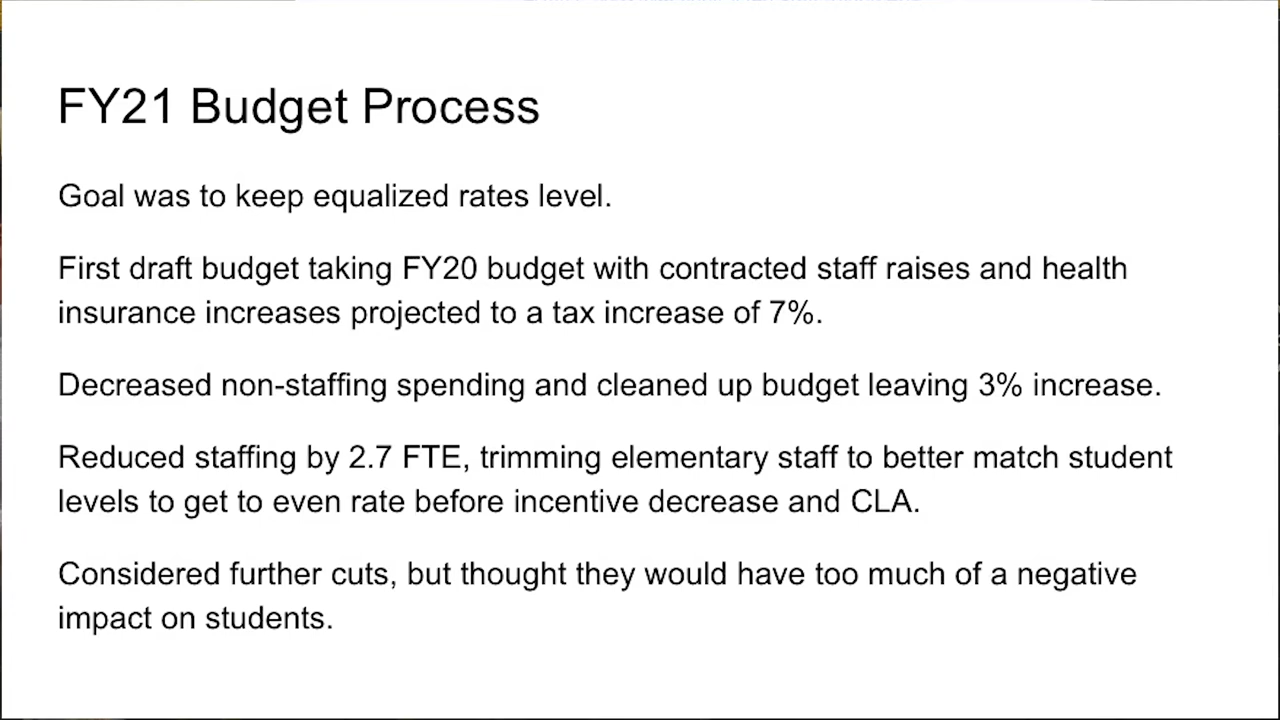 FY21 Budget Process
Goal was to keep equalized rates level.
First draft budget taking FY20 budget with contracted staff raises and health
insurance increases projected to a tax increase of 7%.
Decreased non-staffing spending and cleaned up budget leaving 3% increase.
Reduced staffing by 2.7 FTE, trimming elementary staff to better match student
levels to get to even rate before incentive decrease and CLA.
Considered further cuts, but thought they would have too much of a negative
impact on students.